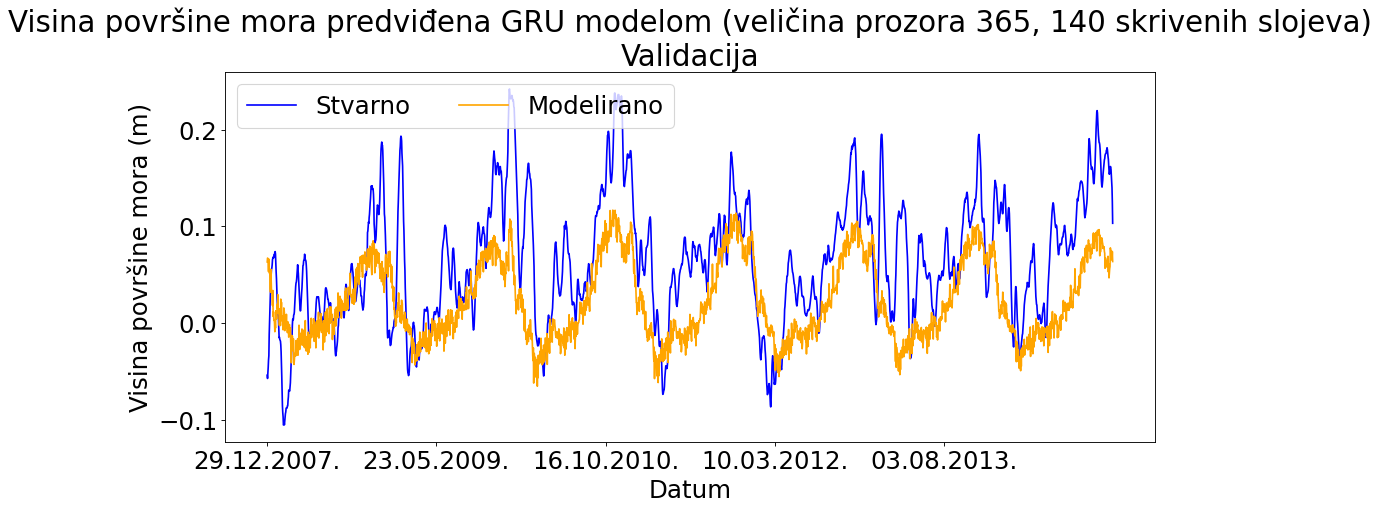 Visina površine mora predviđena GRU modelom (veličina prozora 365, 140 skrivenih slojeva)
Validacija
Stvarno
Modelirano
Visina površine mora (m)
0.2
0.1
0.0
−0.1
29.12.2007.
23.05.2009.
16.10.2010.
10.03.2012.
03.08.2013.
Datum